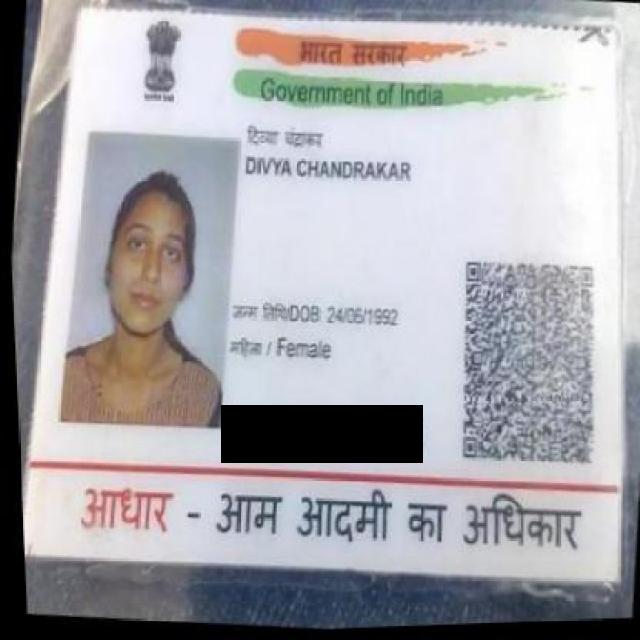 भारत सरकार
Government of India
दिव्या चंद्राकर
DIVYA CHANDRAKAR
जन्म तिथि/DOB: 24/06/1992
महिला / Female
आधार - आम आदमी का अधिकार